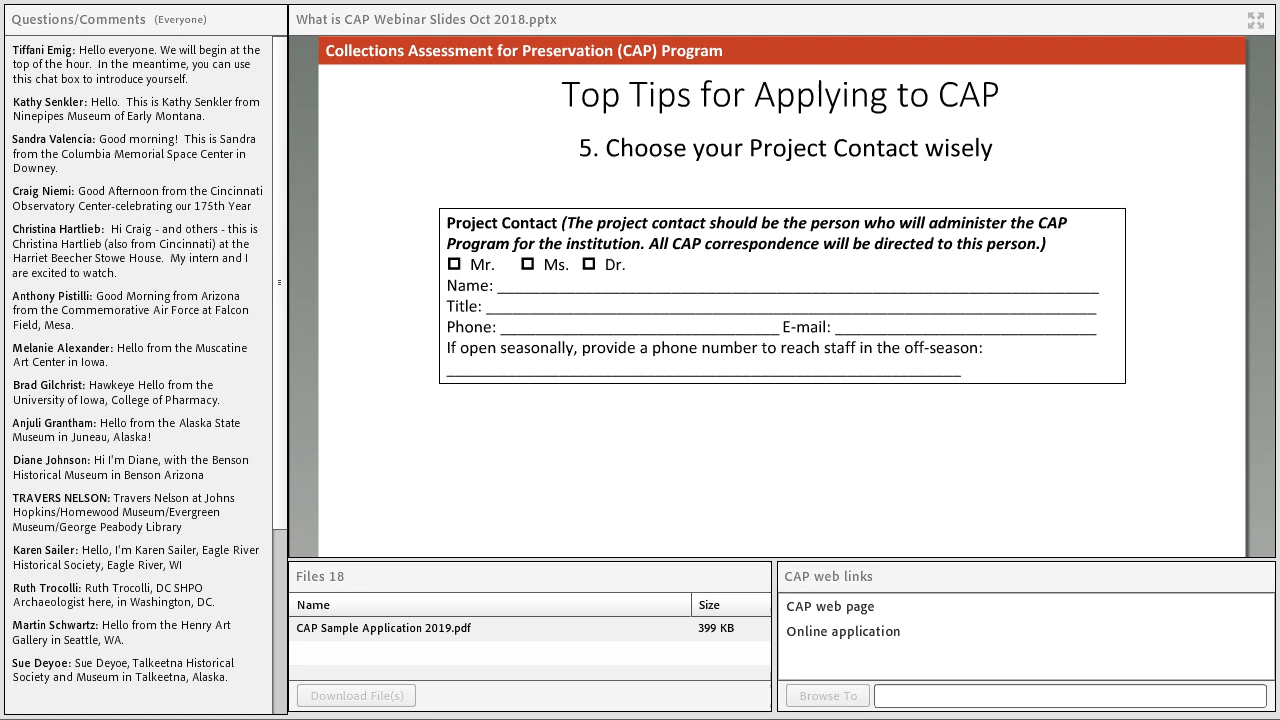 Questions/Comments (Everyone)
Tiffani Emig: Hello everyone. We will begin at the
top of the hour. In the meantime, you can use
this chat box to introduce yourself.
Kathy Senkler: Hello. This is Kathy Senkler from
Ninepipes Museum of Early Montana.
Sandra Valencia: Good morning! This is Sandra
from the Columbia Memorial Space Center in
Downey.
Craig Niemi: Good Afternoon from the Cincinnati
Observatory Center-celebrating our 175th Year
Christina Hartlieb: Hi Craig - and others - this is
Christina Hartlieb (also from Cincinnati) at the
Harriet Beecher Stowe House. My intern and I
are excited to watch.
Anthony Pistilli: Good Morning from Arizona
from the Commemorative Air Force at Falcon
Field, Mesa.
Melanie Alexander: Hello from the Muscatine
Art Center in Iowa.
Brad Gilchrist: Hawkeye Hello from the
University of Iowa, College of Pharmacy.
Anjuli Grantham: Hello from the Alaska State
Museum in Juneau, Alaska!
Diane Johnson: Hi I'm Diane, with the Benson
Historical Museum in Benson Arizona
TRAVERS NELSON: Travers Nelson at Johns
Hopkins/Homewood Museum/Evergreen
Museum/George Peabody Library
Karen Sailer: Hello, I'm Karen Sailer, Eagle River
Historical Society, Eagle River, WI
Ruth Trocolli: Ruth Trocolli, DC SHPO
Archaeologist here, in Washington, DC.
Martin Schwartz: Hello from the Henry Art
Gallery in Seattle, WA.
Sue Deyoe: Sue Deyoe, Talkeetna Historical
Society and Museum in Talkeetna, Alaska.
What is CAP Webinar Slides Oct 2018.pptx
Collections Assessment for Preservation (CAP) Program
Top Tips for Applying to CAP
5. Choose your Project Contact wisely
Project Contact (The project contact should be the person who will administer the CAP
Program for the institution. All CAP correspondence will be directed to this person.)
Mr. Ms. Dr.
Name:
Title:
Phone: E-mail:
If open seasonally, provide a phone number to reach staff in the off-season:
Files 18
Name Size
CAP Sample Application 2019.pdf 399 KB
Download File(s)
CAP web links
CAP web page
Online application
Browse To